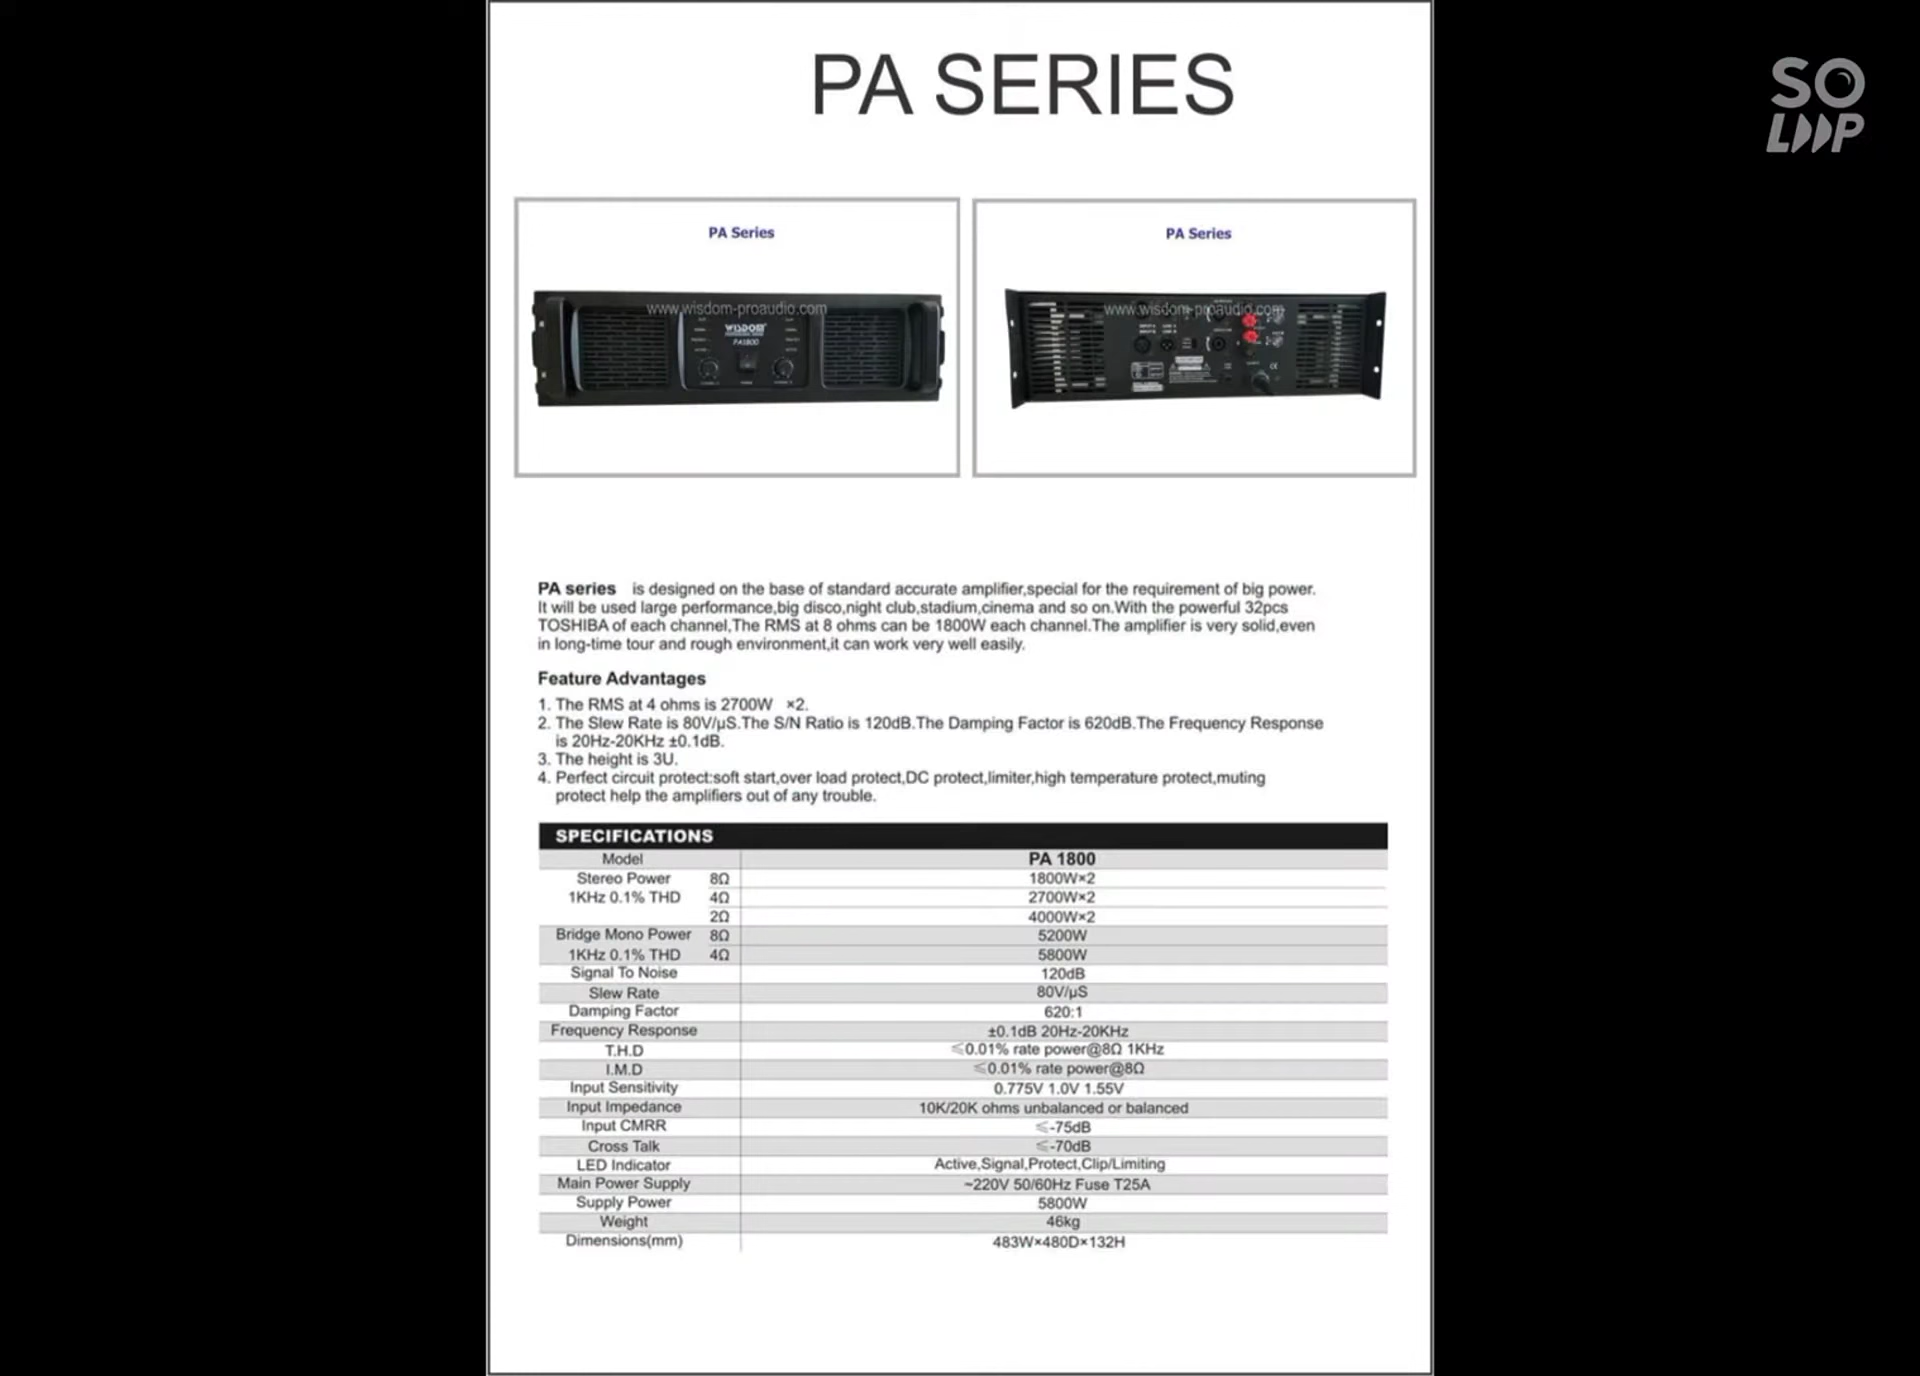 PA SERIES
SO
LOOP
PA Series
PA Series
www.wisdom-proaudio.com
www.wisdom-proaudio.com
WISDOM
PA1800
PA series is designed on the base of standard accurate amplifier,special for the requirement of big power.
It will be used large performance,big disco,night club,stadium,cinema and so on.With the powerful 32pcs
TOSHIBA of each channel,The RMS at 8 ohms can be 1800W each channel.The amplifier is very solid,even
in long-time tour and rough environment,it can work very well easily.
Feature Advantages
1. The RMS at 4 ohms is 2700W ×2.
2. The Slew Rate is 80V/µS.The S/N Ratio is 120dB.The Damping Factor is 620dB.The Frequency Response
is 20Hz-20KHz ±0.1dB.
3. The height is 3U.
4. Perfect circuit protect:soft start,over load protect,DC protect,limiter,high temperature protect,muting
protect help the amplifiers out of any trouble.
SPECIFICATIONS
Model PA 1800
Stereo Power 8Ω 1800W×2
1KHz 0.1% THD 4Ω 2700W×2
2Ω 4000W×2
Bridge Mono Power 8Ω 5200W
1KHz 0.1% THD 4Ω 5800W
Signal To Noise 120dB
Slew Rate 80V/µS
Damping Factor 620:1
Frequency Response ±0.1dB 20Hz-20KHz
T.H.D ≤0.01% rate power@8Ω 1KHz
I.M.D ≤0.01% rate power@8Ω
Input Sensitivity 0.775V 1.0V 1.55V
Input Impedance 10K/20K ohms unbalanced or balanced
Input CMRR ≤-75dB
Cross Talk ≤-70dB
LED Indicator Active,Signal,Protect,Clip/Limiting
Main Power Supply ~220V 50/60Hz Fuse T25A
Supply Power 5800W
Weight 46kg
Dimensions(mm) 483W×480D×132H